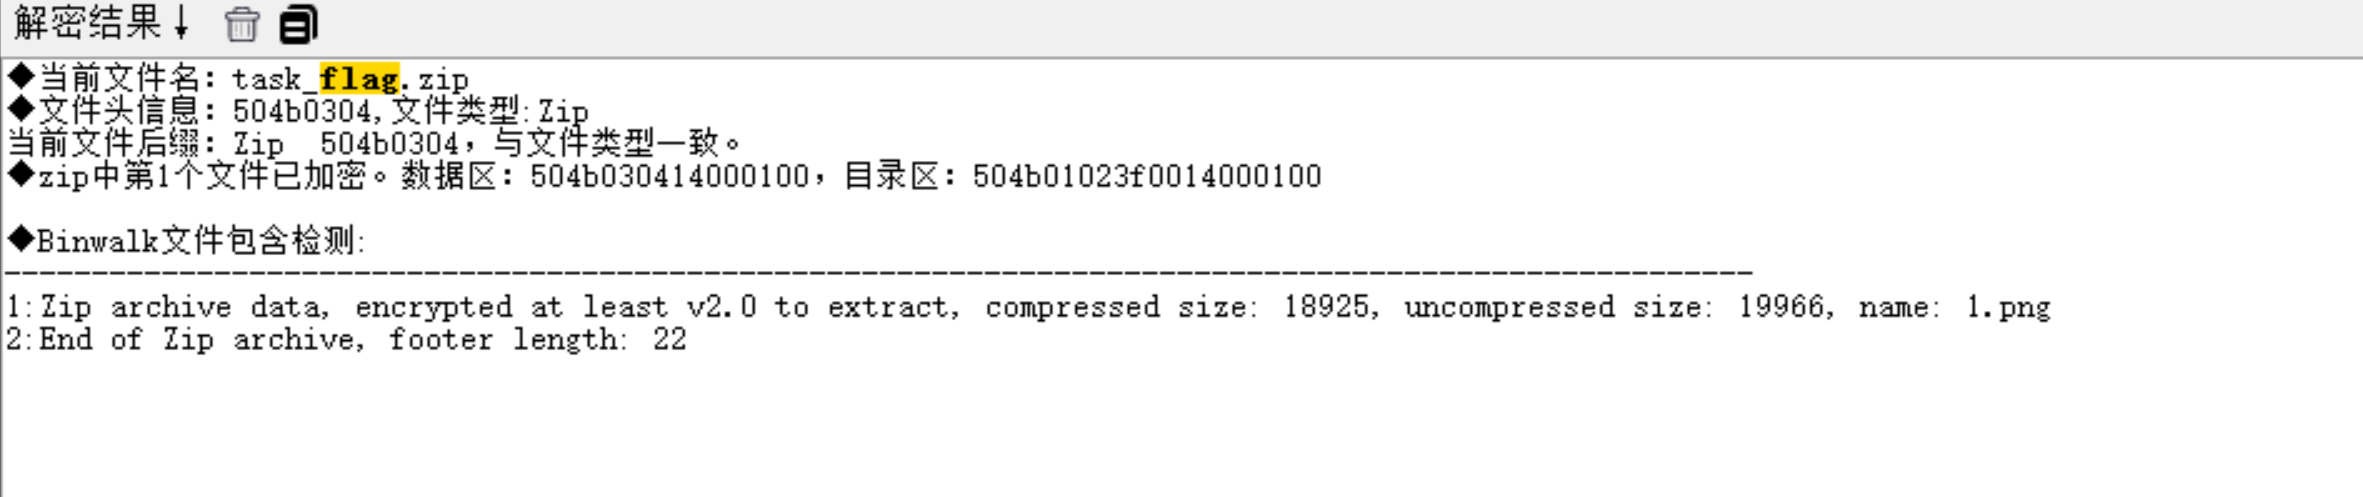 解密结果↓
◆当前文件名：task_flag.zip
◆文件头信息：504b0304,文件类型:Zip
当前文件后缀：Zip  504b0304，与文件类型一致。
◆zip中第1个文件已加密。数据区：504b030414000100，目录区：504b01023f0014000100
◆Binwalk文件包含检测:
----------------------------------------------------------------------------------------------------
1:Zip archive data, encrypted at least v2.0 to extract, compressed size: 18925, uncompressed size: 19966, name: 1.png
2:End of Zip archive, footer length: 22